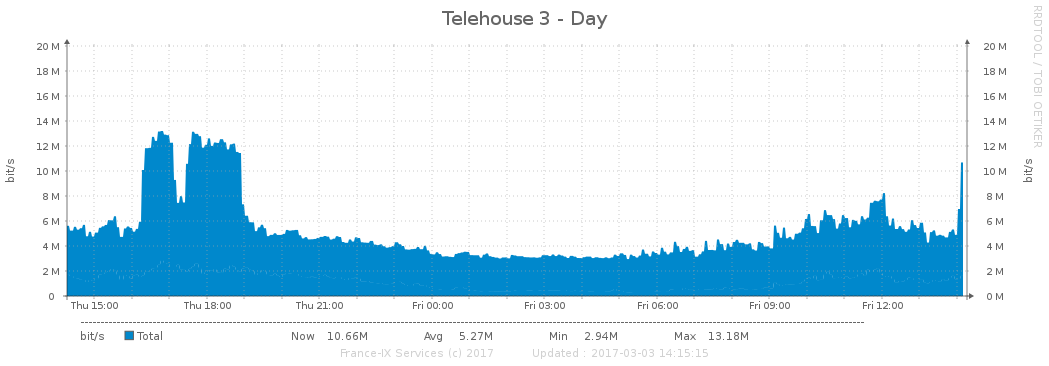 Telehouse 3 - Day
RRDTOOL / TOBI OETIKER
bit/s
bit/s
20 M 20 M
18 M 18 M
16 M 16 M
14 M 14 M
12 M 12 M
10 M 10 M
8 M 8 M
6 M 6 M
4 M 4 M
2 M 2 M
0 0 M
Thu 15:00 Thu 18:00 Thu 21:00 Fri 00:00 Fri 03:00 Fri 06:00 Fri 09:00 Fri 12:00
bit/s Total Now 10.66M Avg 5.27M Min 2.94M Max 13.18M
France-IX Services (c) 2017 Updated : 2017-03-03 14:15:15